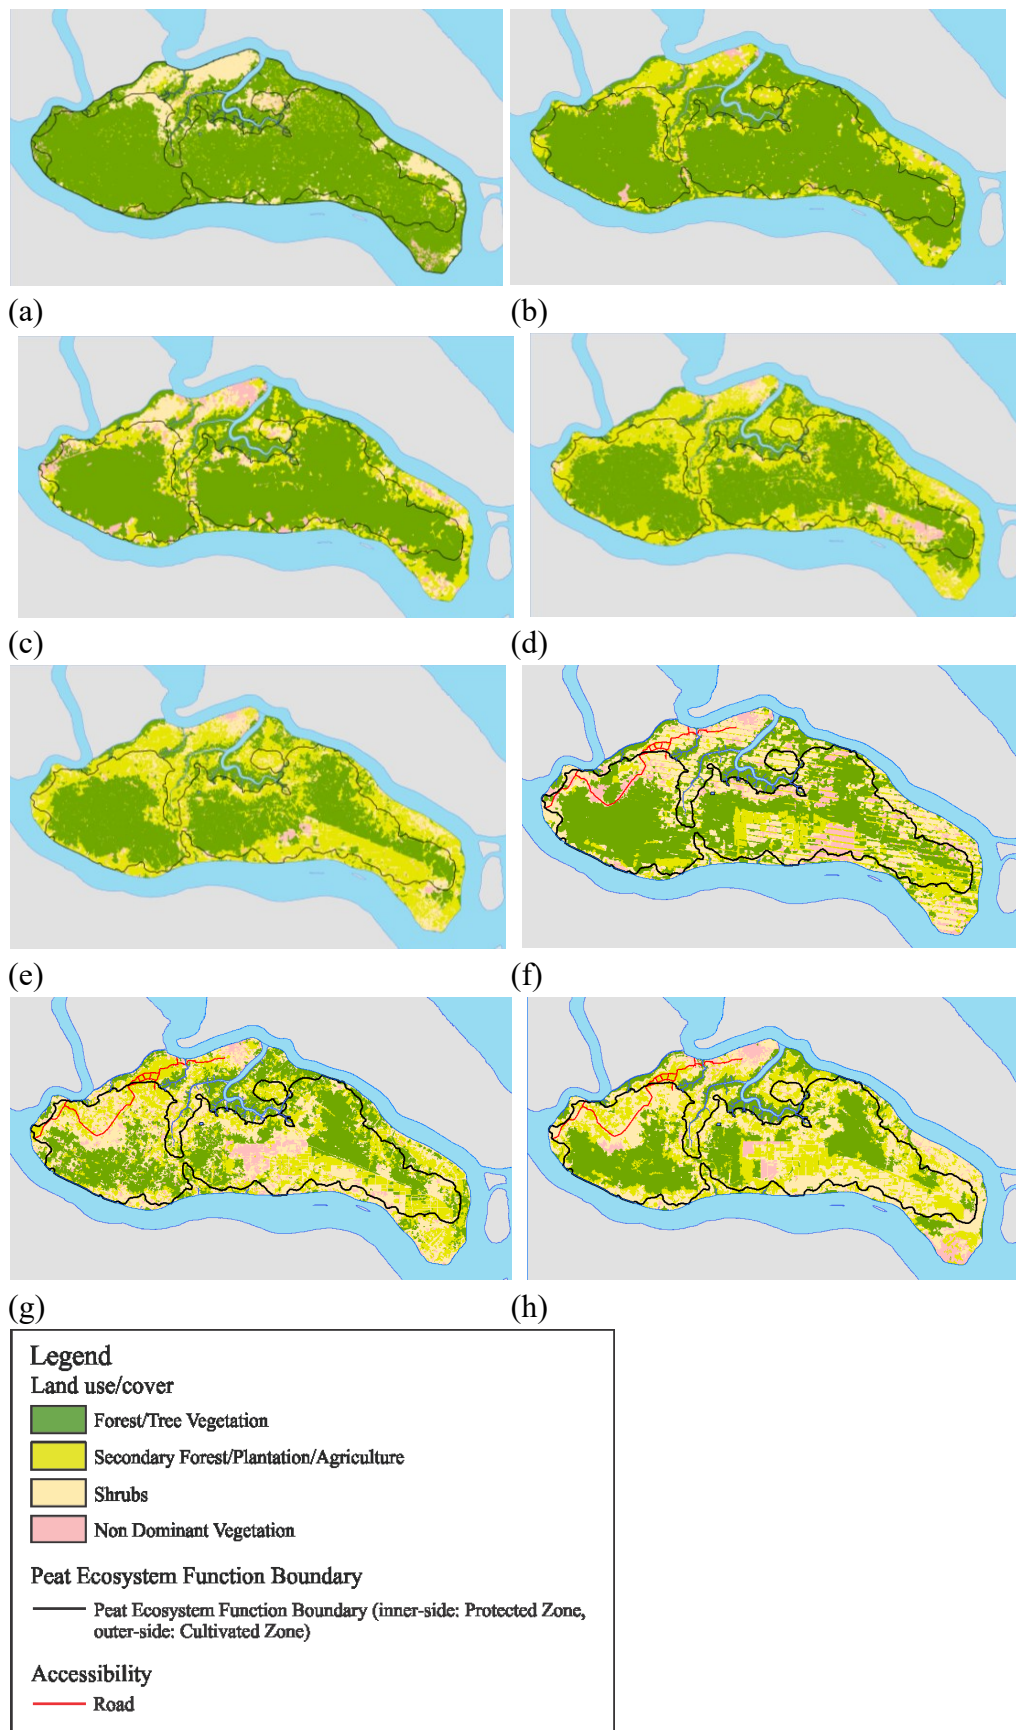 (a)
(b)
(c)
(d)
(e)
(f)
(g)
(h)
Legend
Land use/cover
Forest/Tree Vegetation
Secondary Forest/Plantation/Agriculture
Shrubs
Non Dominant Vegetation
Peat Ecosystem Function Boundary
Peat Ecosystem Function Boundary (inner-side: Protected Zone,
outer-side: Cultivated Zone)
Accessibility
Road